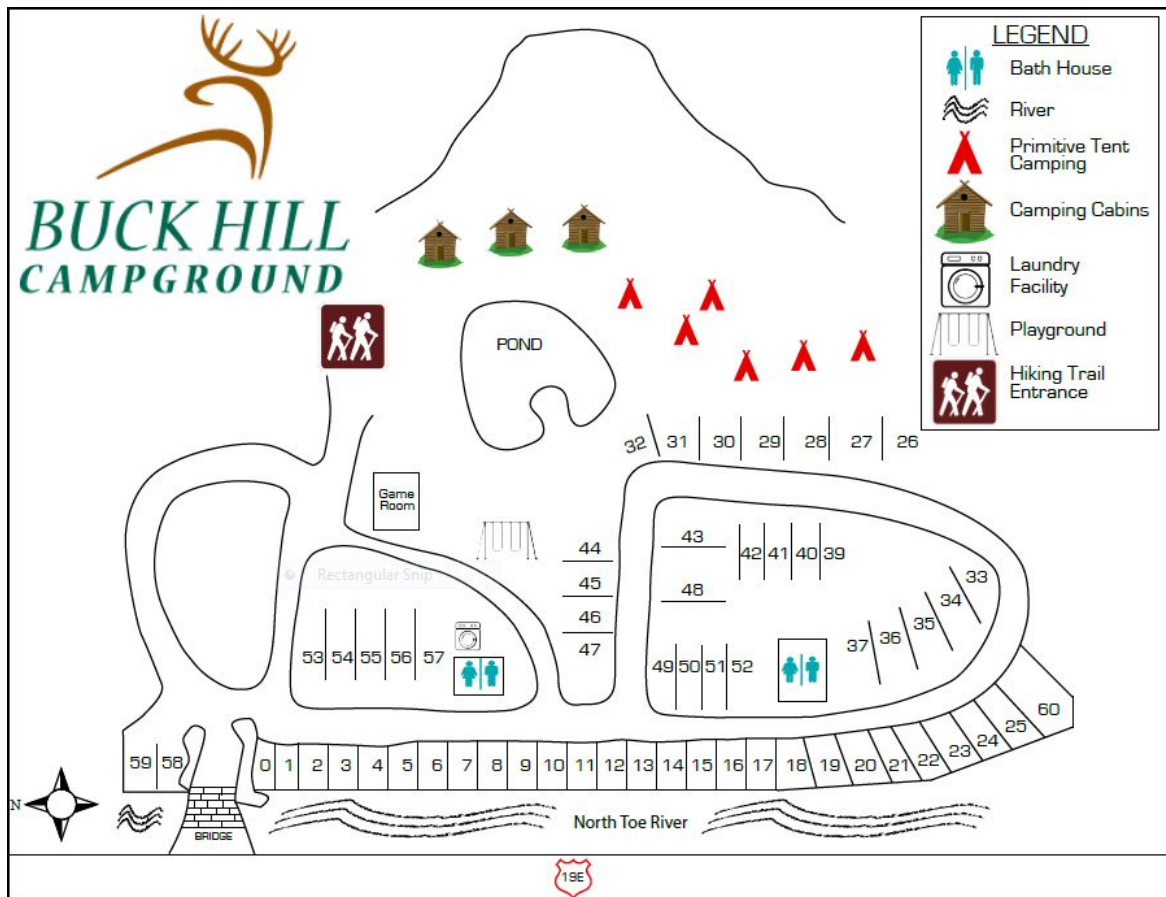 BUCK HILL
CAMPGROUND
LEGEND
Bath House
River
Primitive Tent
Camping
Camping Cabins
Laundry
Facility
Playground
Hiking Trail
Entrance
POND
32 31 30 29 28 27 26
Game
Room
44
45
46
47
43
48
42 41 40 39
33
34
35
36
37
Rectangular Snip
53 54 55 56 57
49 50 51 52
59 58
0 1 2 3 4 5 6 7 8 9 10 11 12 13 14 15 16 17 18 19 20 21 22 23 24 25 60
N
BRIDGE
North Toe River
19E